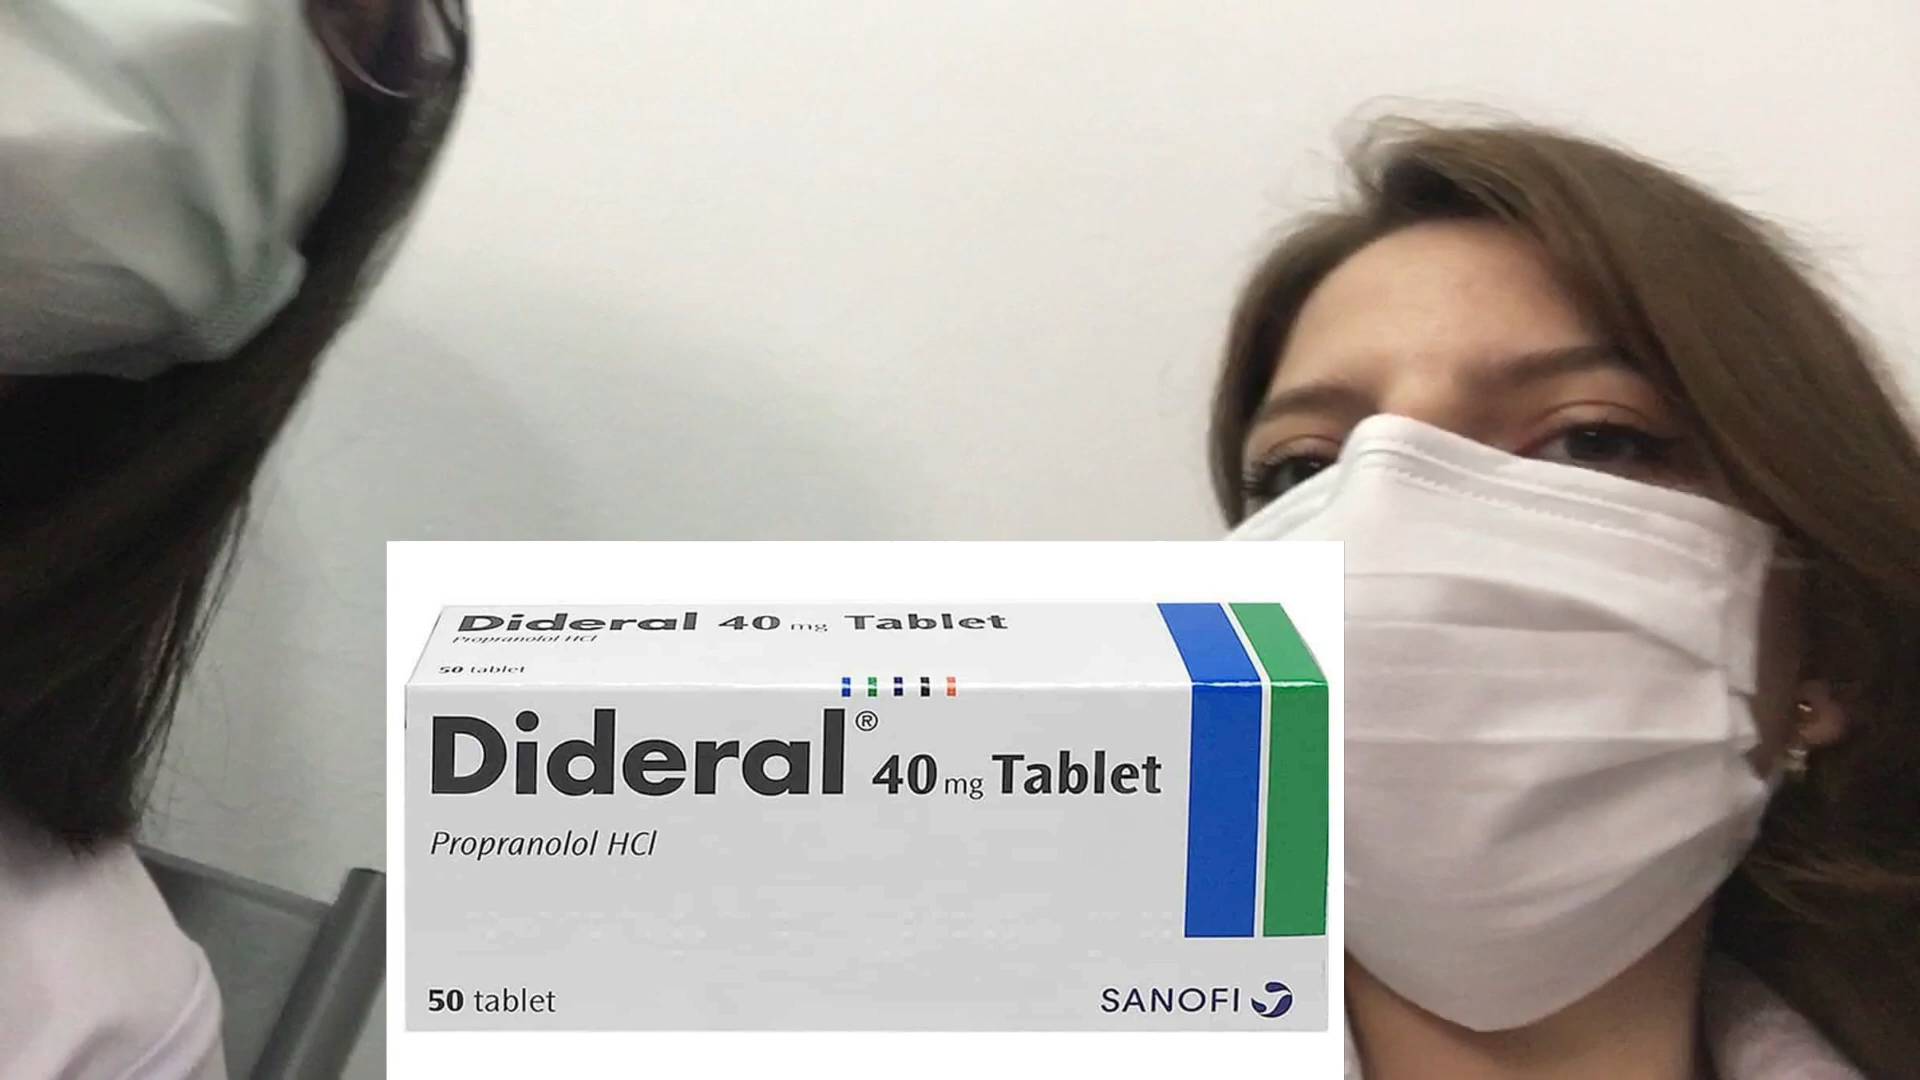 Dideral 40 mg Tablet
Propranolol HCl
50 tablet
Dideral® 40 mg Tablet
Propranolol HCl
50 tablet
SANOFI